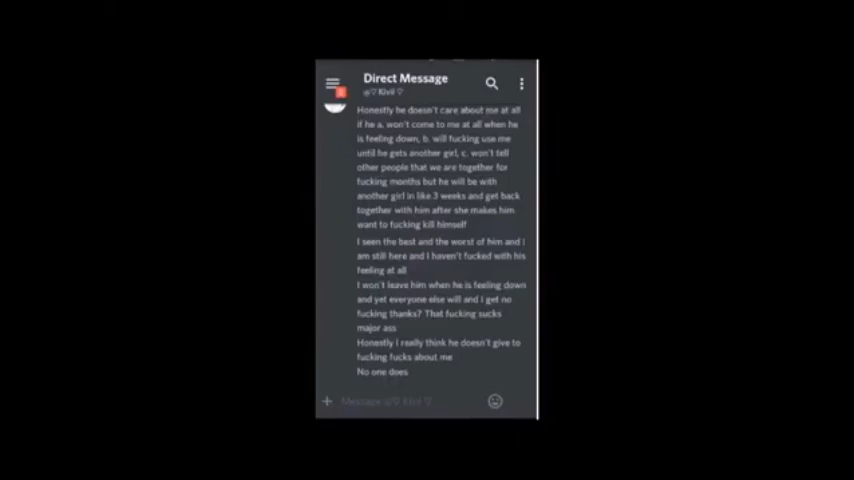 Direct Message
@♡ Kivii ♡
Honestly he doesn't care about me at all
if he a. won't come to me at all when he
is feeling down, b. will fucking use me
until he gets another girl, c. won't tell
other people that we are together for
fucking months but he will be with
another girl in like 3 weeks and get back
together with him after she makes him
want to fucking kill himself
I seen the best and the worst of him and i
am still here and I haven't fucked with his
feeling at all
I won't leave him when he is feeling down
and yet everyone else will and I get no
fucking thanks? That fucking sucks
major ass
Honestly I really think he doesn't give to
fucking fucks about me
No one does
Message @♡ Kivii ♡